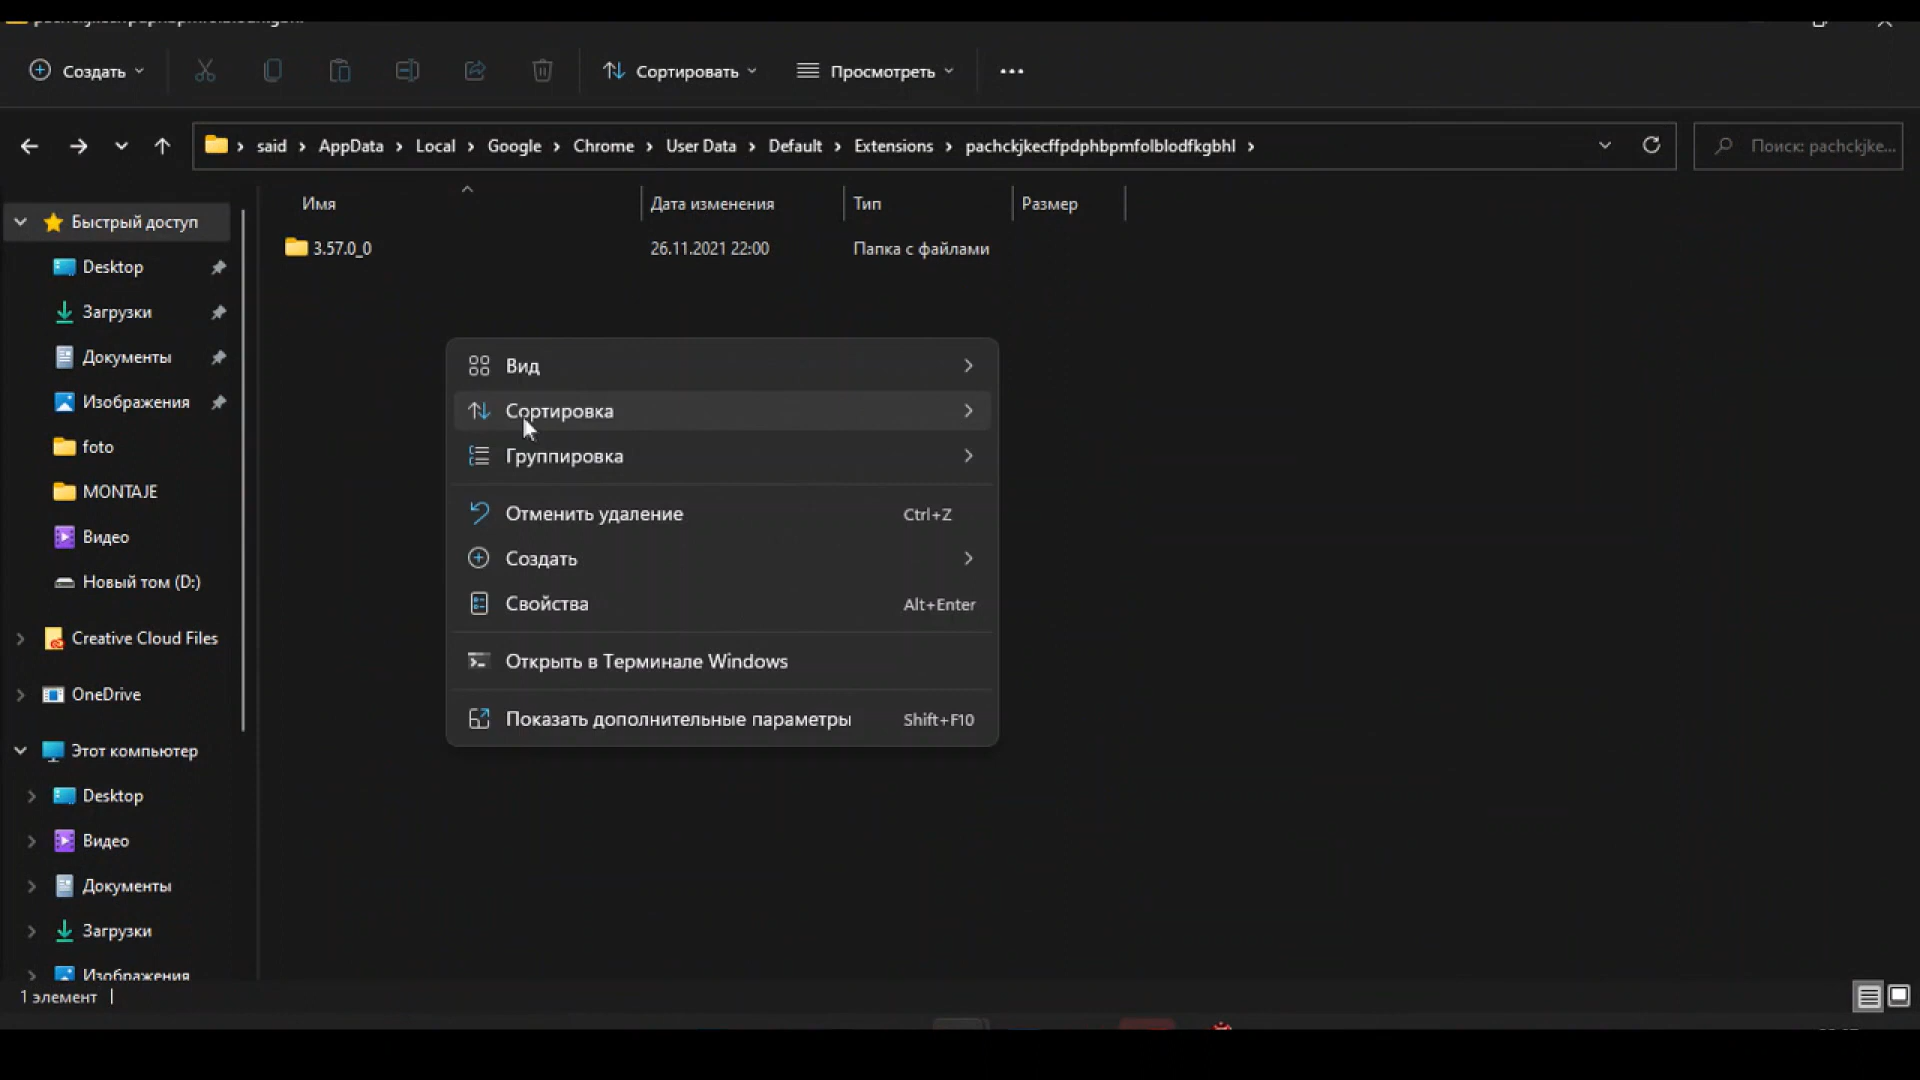 Создать
Сортировать
Просмотреть
said
AppData
Local
Google
Chrome
User Data
Default
Extensions
pachckjkecffpdphbpmfolblodfkgbhl
Поиск: pachckjke...
Имя
Дата изменения
Тип
Размер
3.57.0_0
26.11.2021 22:00
Папка с файлами
Быстрый доступ
Desktop
Загрузки
Документы
Изображения
foto
MONTAJE
Видео
Новый том (D:)
Creative Cloud Files
OneDrive
Этот компьютер
Desktop
Видео
Документы
Загрузки
Изображения
Вид
Сортировка
Группировка
Отменить удаление Ctrl+Z
Создать
Свойства Alt+Enter
Открыть в Терминале Windows
Показать дополнительные параметры Shift+F10
1 элемент